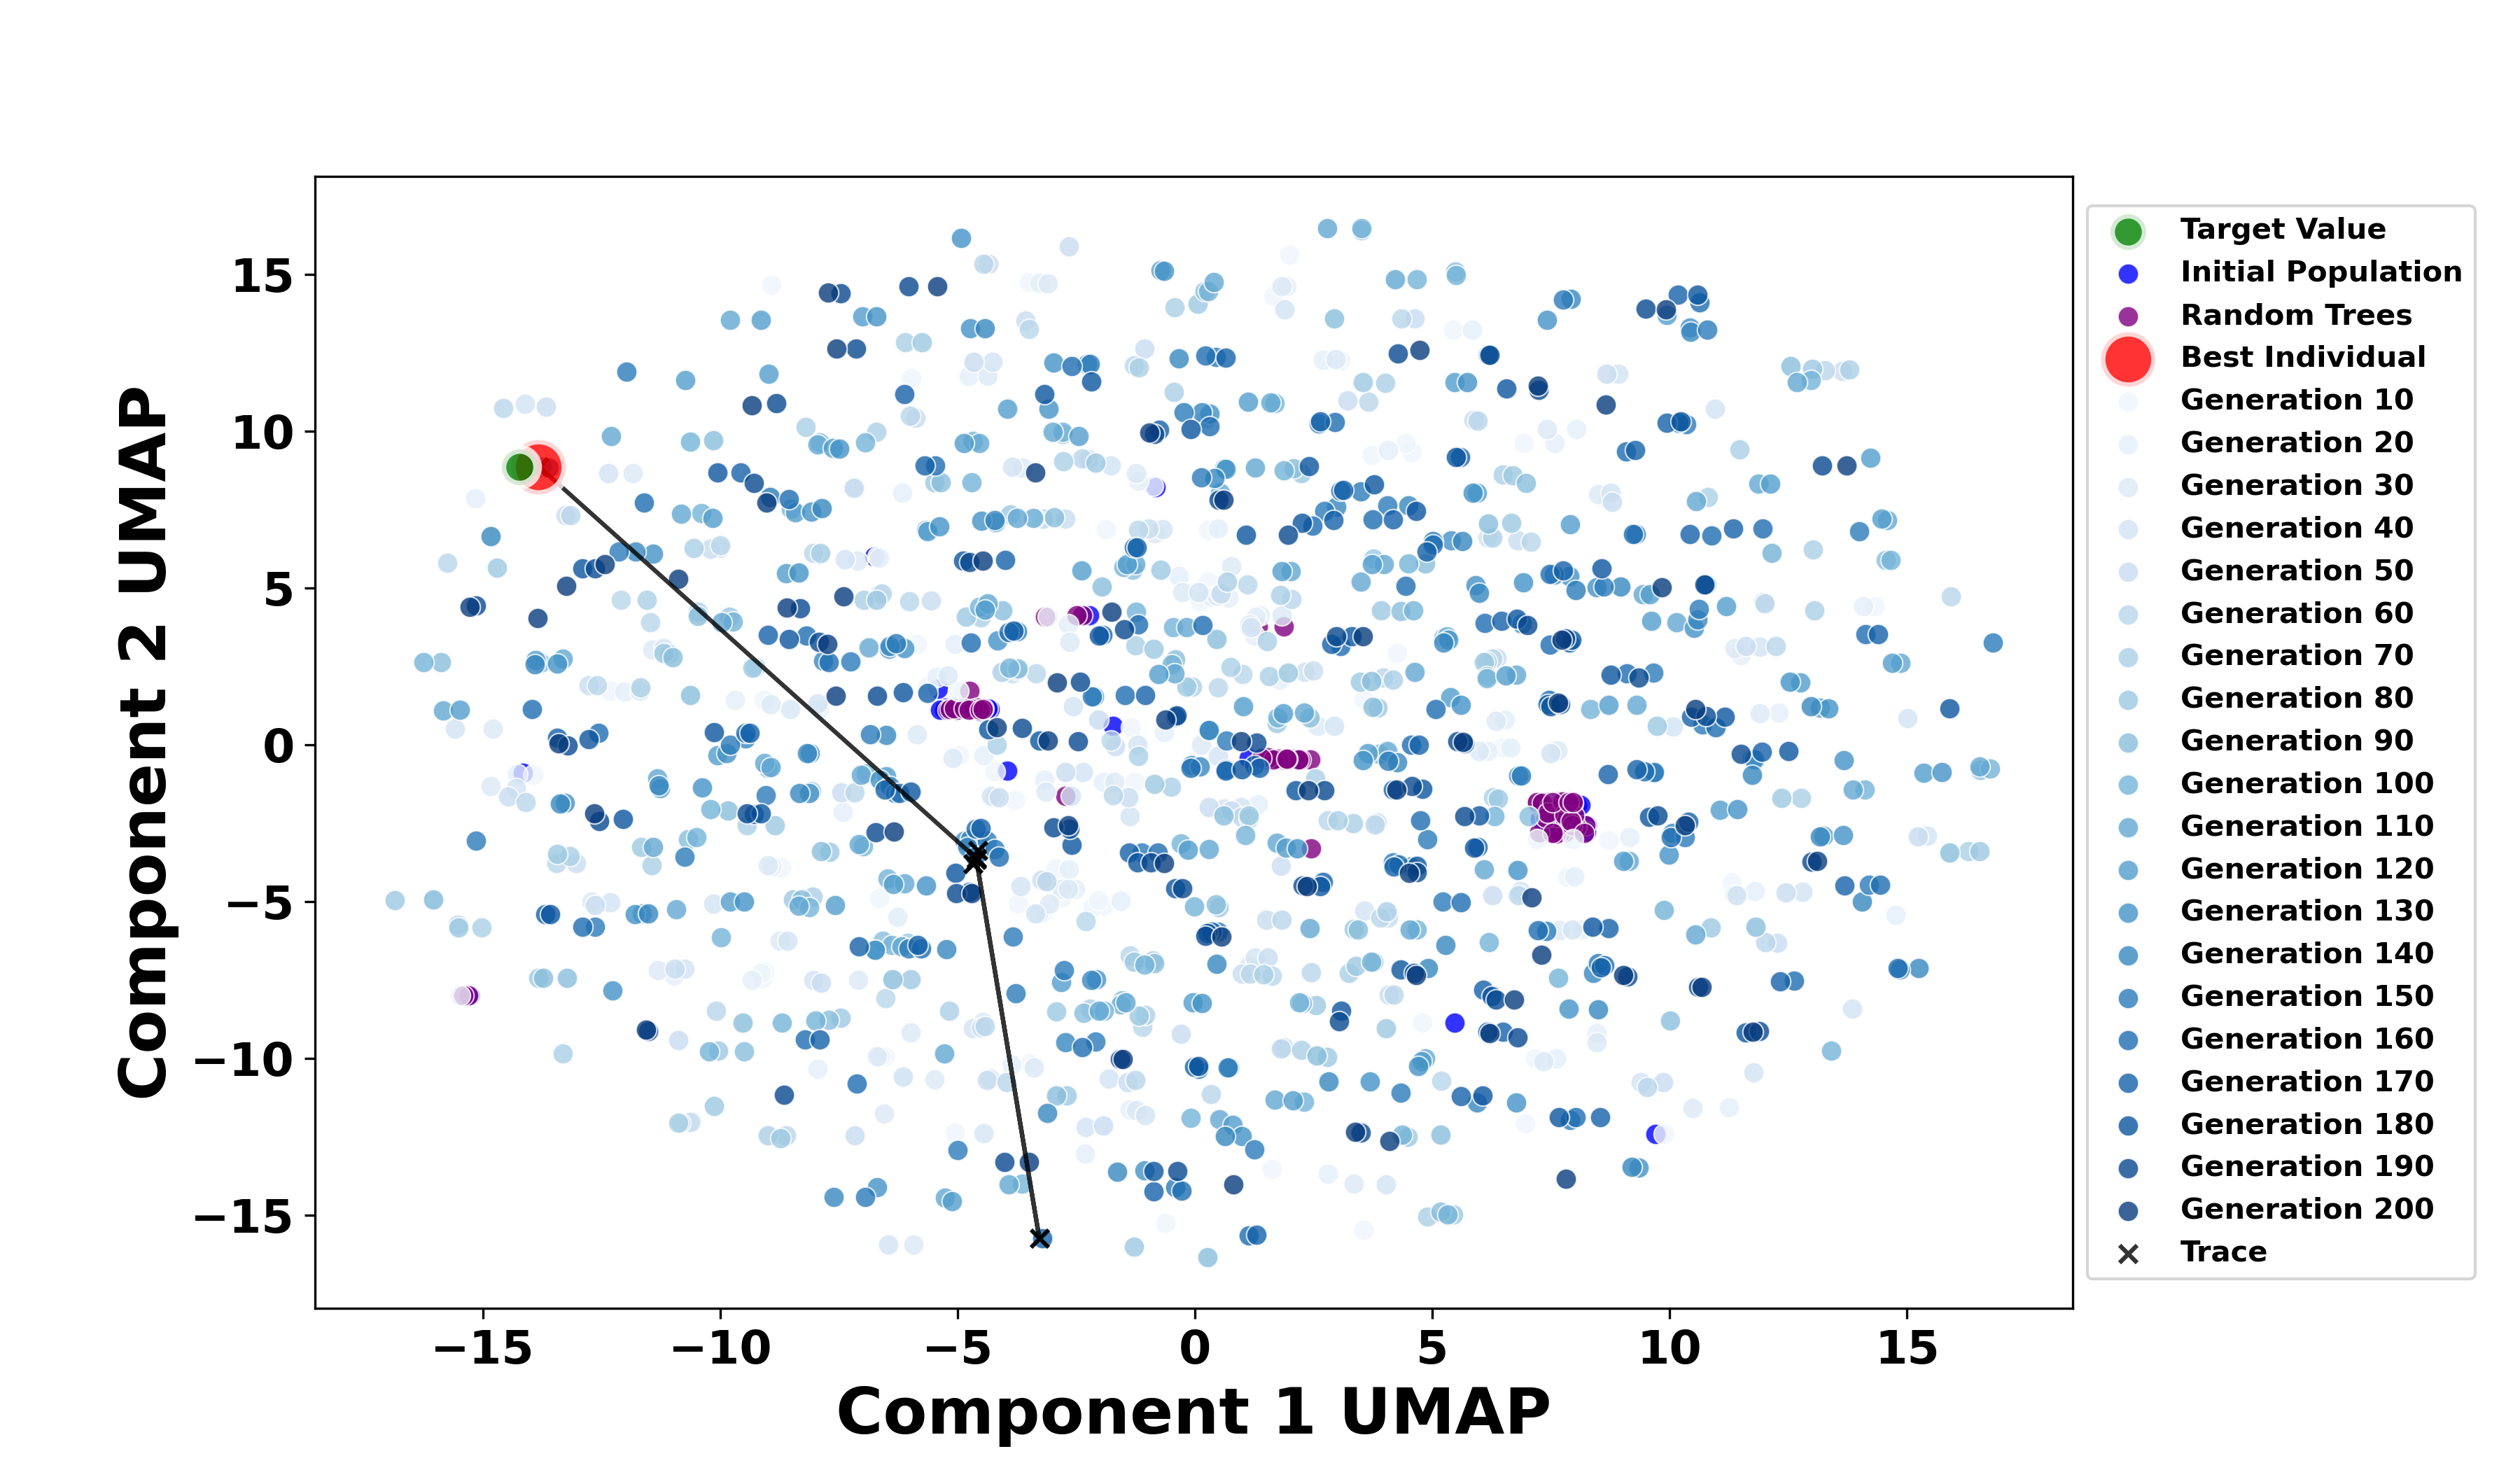 15
10
5
0
−5
−10
−15
Component 2 UMAP
−15 −10 −5 0 5 10 15
Component 1 UMAP
Target Value
Initial Population
Random Trees
Best Individual
Generation 10
Generation 20
Generation 30
Generation 40
Generation 50
Generation 60
Generation 70
Generation 80
Generation 90
Generation 100
Generation 110
Generation 120
Generation 130
Generation 140
Generation 150
Generation 160
Generation 170
Generation 180
Generation 190
Generation 200
Trace